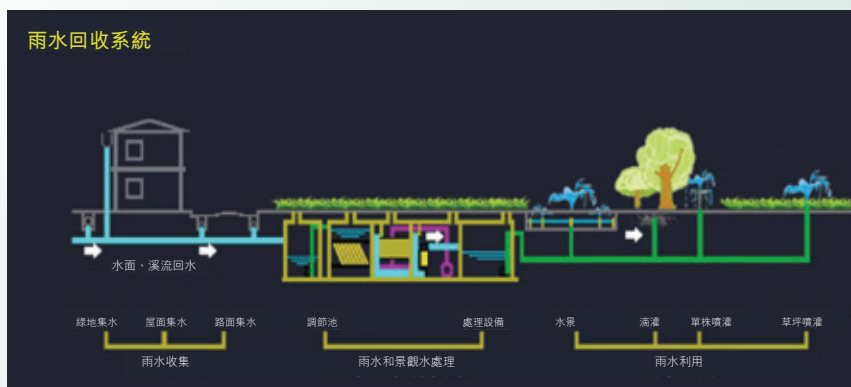 雨水回收系統
水面、溪流回水
綠地集水 屋面集水 路面集水 調節池 處理設備 水景 滴灌 單株噴灌 草坪噴灌
雨水收集 雨水和景觀水處理 雨水利用